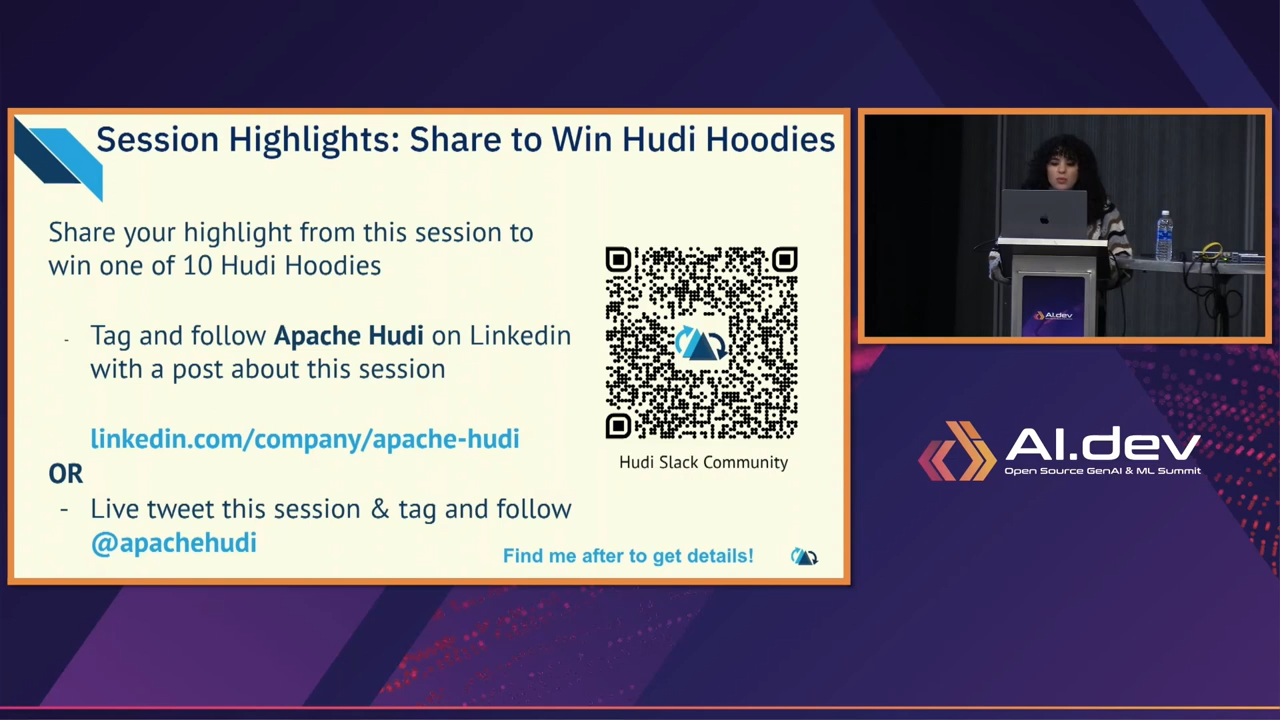 Session Highlights: Share to Win Hudi Hoodies
Share your highlight from this session to
win one of 10 Hudi Hoodies
- Tag and follow Apache Hudi on Linkedin
with a post about this session
linkedin.com/company/apache-hudi
OR
- Live tweet this session & tag and follow
@apachehudi
Hudi Slack Community
Find me after to get details!
AI.dev
AI.dev
Open Source GenAI & ML Summit